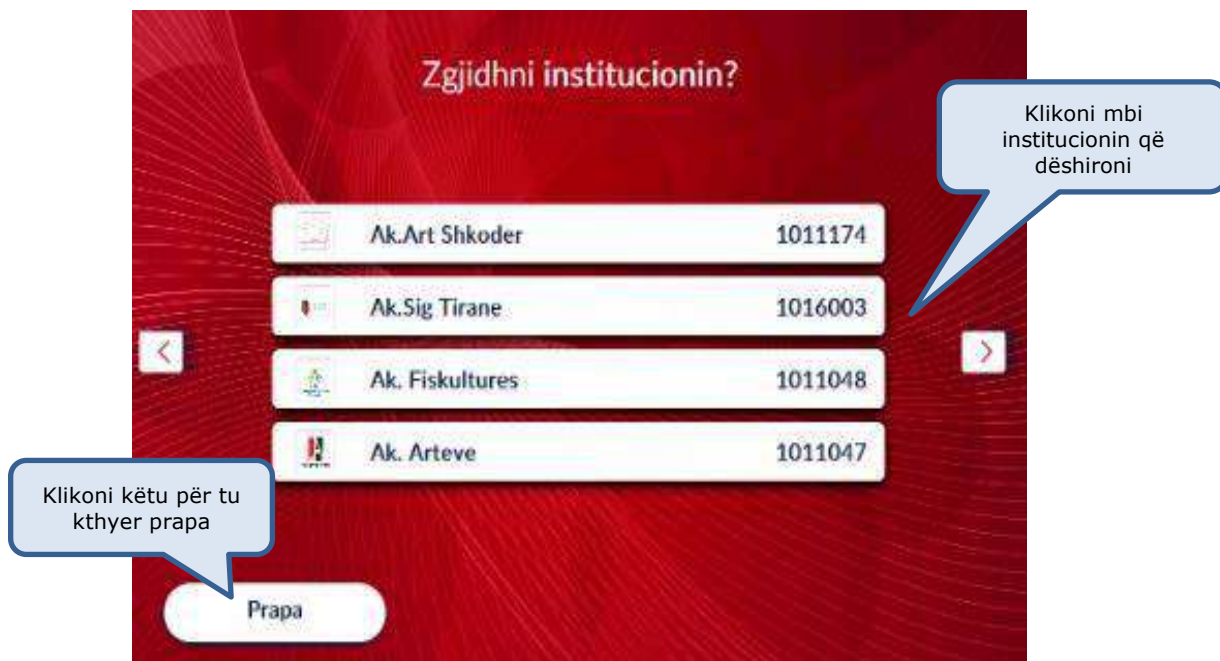 Zgjidhni institucionin?
Klikoni mbi
institucionin që
dëshironi
Ak.Art Shkoder 1011174
Ak.Sig Tirane 1016003
Ak. Fiskultures 1011048
Ak. Arteve 1011047
Klikoni këtu për tu
kthyer prapa
Prapa